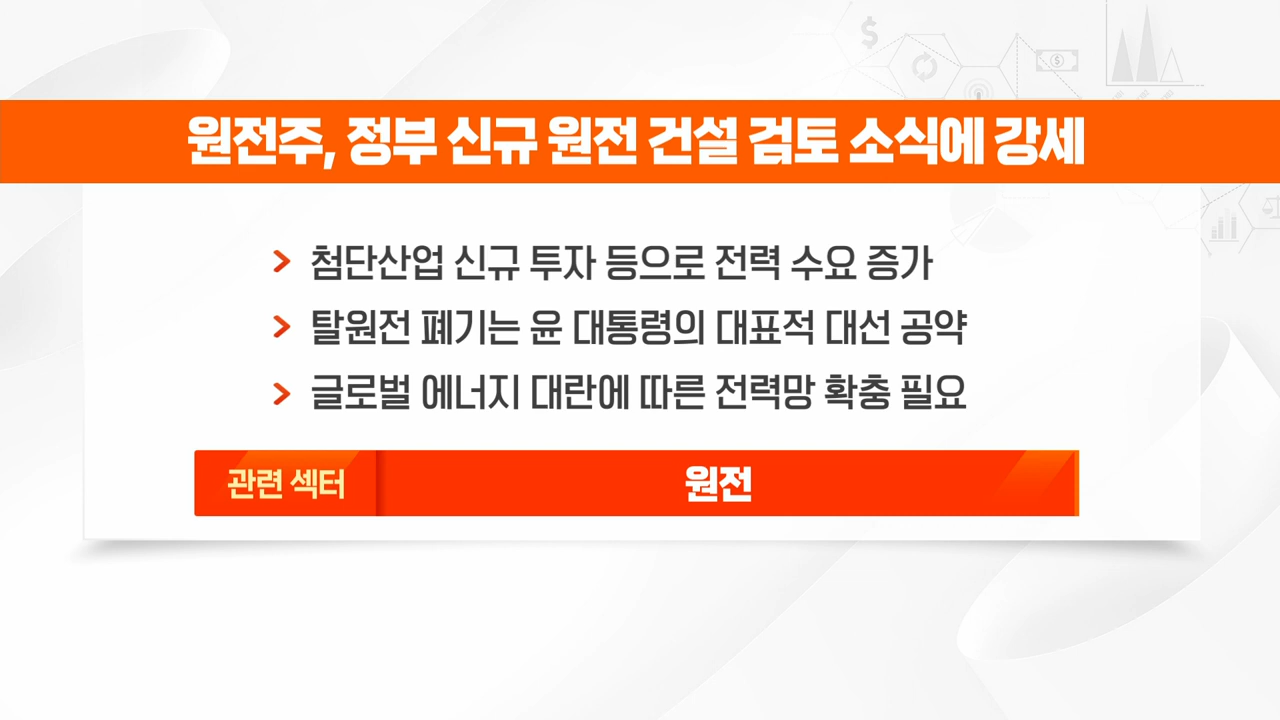 원전주, 정부 신규 원전 건설 검토 소식에 강세
첨단산업 신규 투자 등으로 전력 수요 증가
탈원전 폐기는 윤 대통령의 대표적 대선 공약
글로벌 에너지 대란에 따른 전력망 확충 필요
관련 섹터 원전